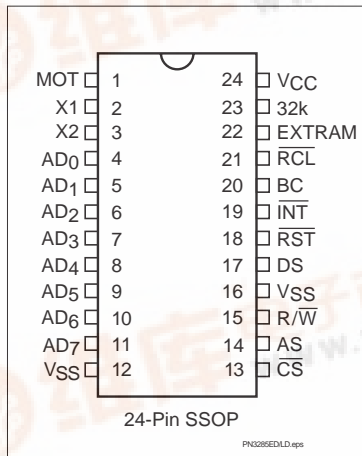 MOT 1 24 VCC
X1 2 23 32k
X2 3 22 EXTRAM
AD0 4 21 RCL
AD1 5 20 BC
AD2 6 19 INT
AD3 7 18 RST
AD4 8 17 DS
AD5 9 16 VSS
AD6 10 15 R/W
AD7 11 14 AS
VSS 12 13 CS
24-Pin SSOP
PN3285ED/LD.eps